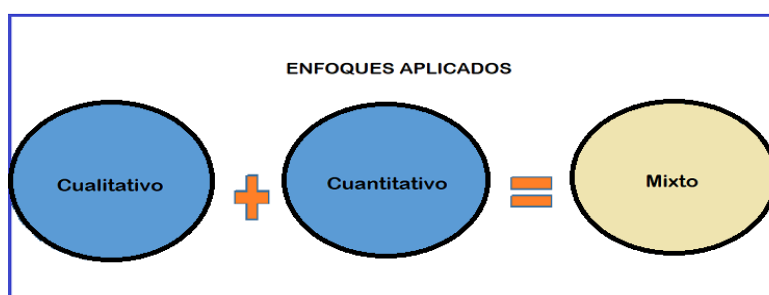 ENFOQUES APLICADOS
Cualitativo + Cuantitativo = Mixto